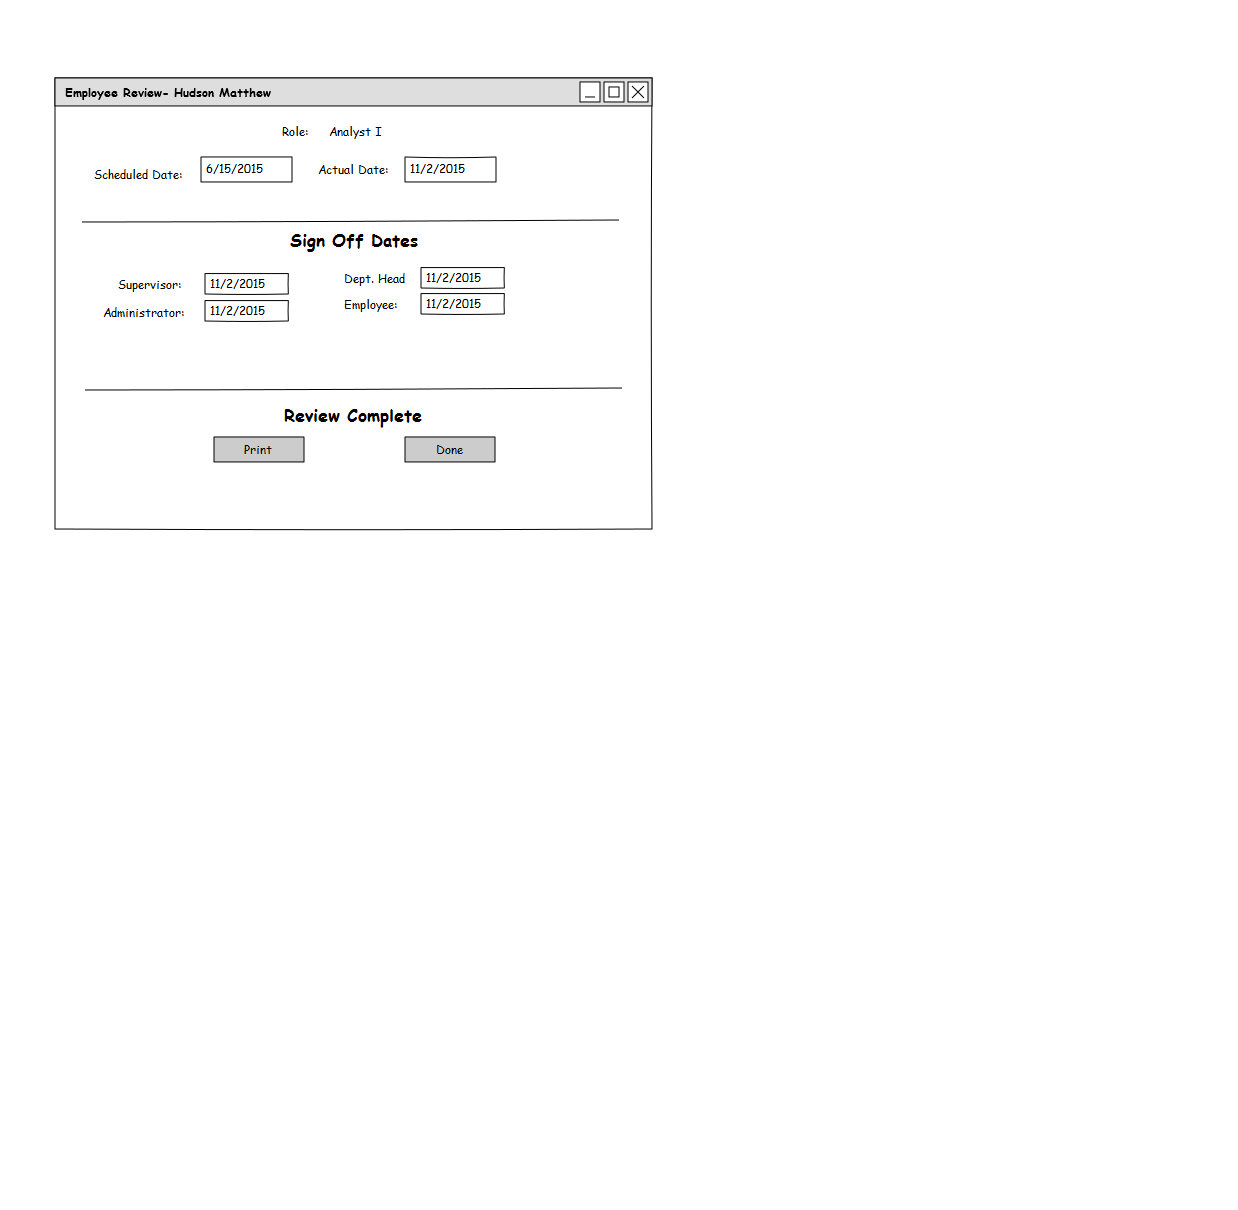 Employee Review- Hudson Matthew
Role: Analyst I
Scheduled Date: 6/15/2015 Actual Date: 11/2/2015
Sign Off Dates
Supervisor: 11/2/2015 Dept. Head 11/2/2015
Administrator: 11/2/2015 Employee: 11/2/2015
Review Complete
Print Done